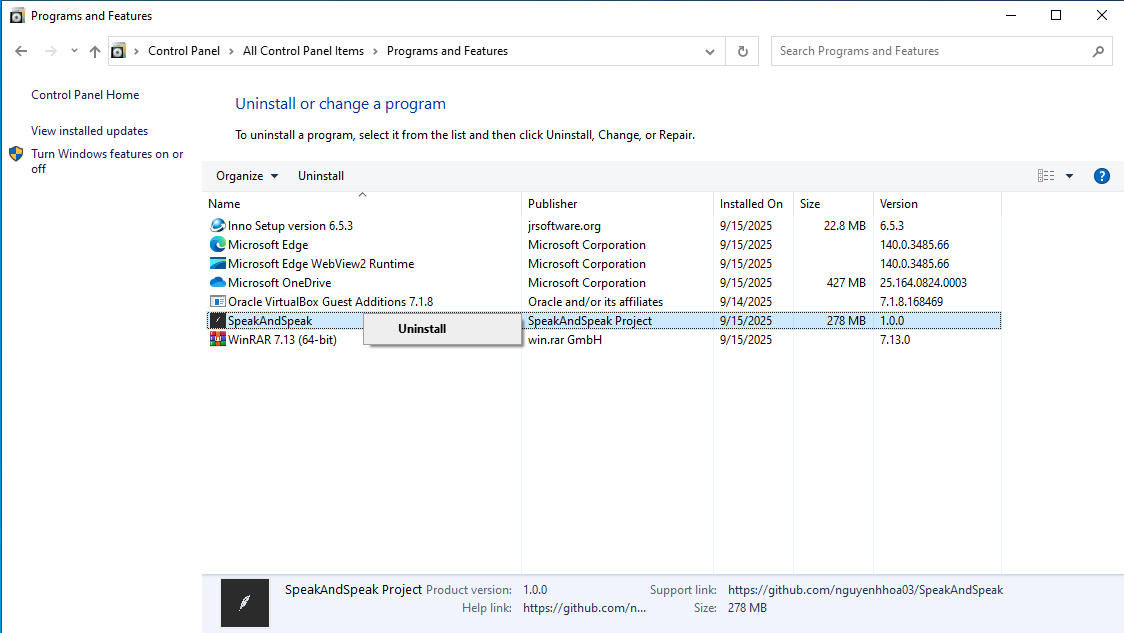 Programs and Features
Control Panel > All Control Panel Items > Programs and Features
Search Programs and Features
Control Panel Home
View installed updates
Turn Windows features on or
off
Uninstall or change a program
To uninstall a program, select it from the list and then click Uninstall, Change, or Repair.
Organize Uninstall
?
Name Publisher Installed On Size Version
Inno Setup version 6.5.3 jrsoftware.org 9/15/2025 22.8 MB 6.5.3
Microsoft Edge Microsoft Corporation 9/15/2025 140.0.3485.66
Microsoft Edge WebView2 Runtime Microsoft Corporation 9/15/2025 140.0.3485.66
Microsoft OneDrive Microsoft Corporation 9/15/2025 427 MB 25.164.0824.0003
Oracle VirtualBox Guest Additions 7.1.8 Oracle and/or its affiliates 9/14/2025 7.1.8.168469
SpeakAndSpeak SpeakAndSpeak Project 9/15/2025 278 MB 1.0.0
Uninstall
WinRAR 7.13 (64-bit) win.rar GmbH 9/15/2025 7.13.0
SpeakAndSpeak Project Product version: 1.0.0 Support link: https://github.com/nguyenhhoa03/SpeakAndSpeak
Help link: https://github.com/n... Size: 278 MB